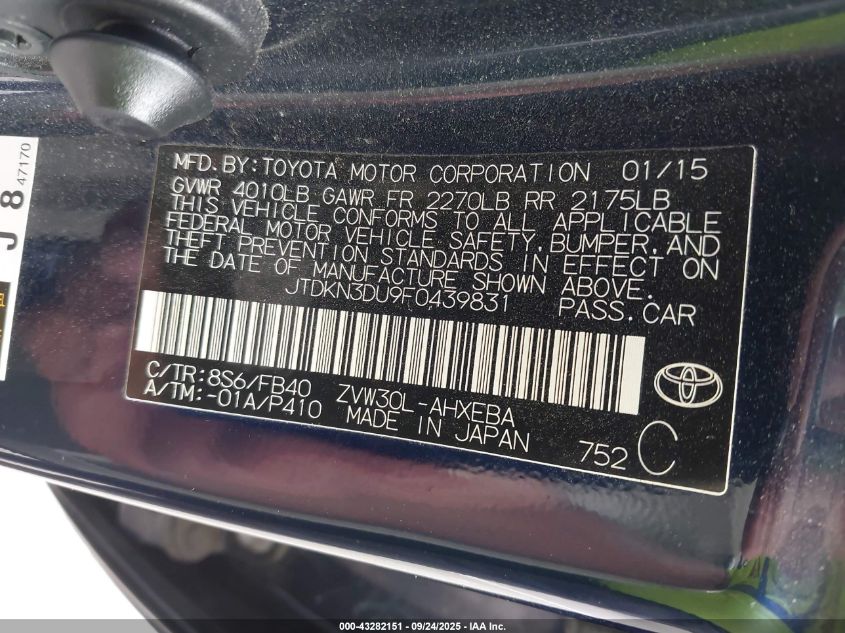 MFD. BY: TOYOTA MOTOR CORPORATION 01/15
GVWR 4010LB GAWR FR 2270LB RR 2175LB
THIS VEHICLE CONFORMS TO ALL APPLICABLE
FEDERAL MOTOR VEHICLE SAFETY, BUMPER, AND
THEFT PREVENTION STANDARDS IN EFFECT ON
THE DATE OF MANUFACTURE SHOWN ABOVE.
JTDKN3DU9F0439831 PASS. CAR
C/TR: 8S6/FB40 ZVW30L-AHXEBA
A/TM: -01A/P410 MADE IN JAPAN
752 C
J 8 47170
000-43282151 - 09/24/2025 - IAA Inc.